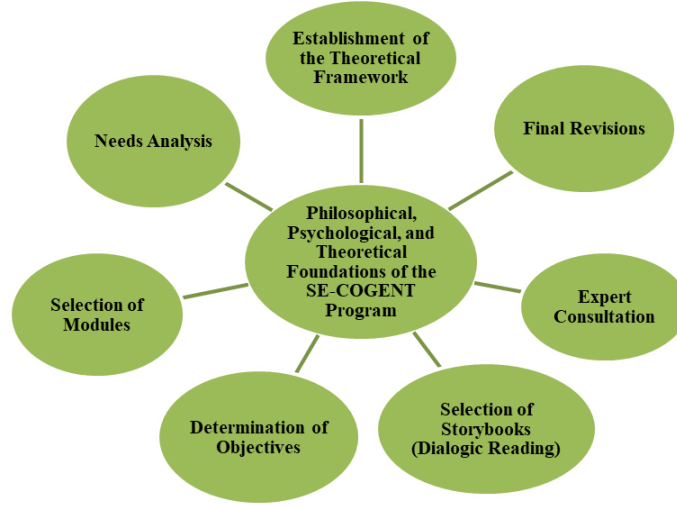 Establishment of
the Theoretical
Framework
Needs Analysis
Final Revisions
Philosophical,
Psychological, and
Theoretical
Foundations of the
SE-COGENT
Program
Selection of
Modules
Expert
Consultation
Determination of
Objectives
Selection of
Storybooks
(Dialogic Reading)